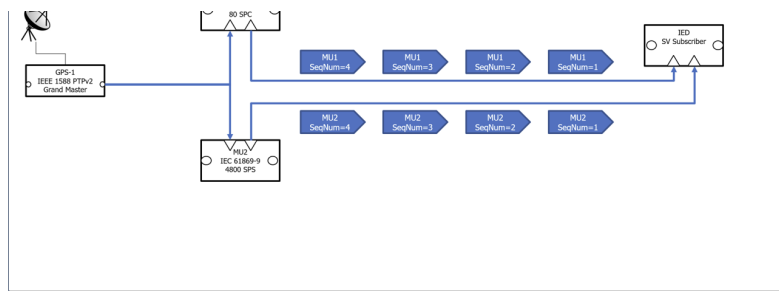 80 SPC
IED
SV Subscriber
MU1
SeqNum=4
MU1
SeqNum=3
MU1
SeqNum=2
MU1
SeqNum=1
GPS-1
IEEE 1588 PTPv2
Grand Master
MU2
SeqNum=4
MU2
SeqNum=3
MU2
SeqNum=2
MU2
SeqNum=1
MU2
IEC 61869-9
4800 SPS